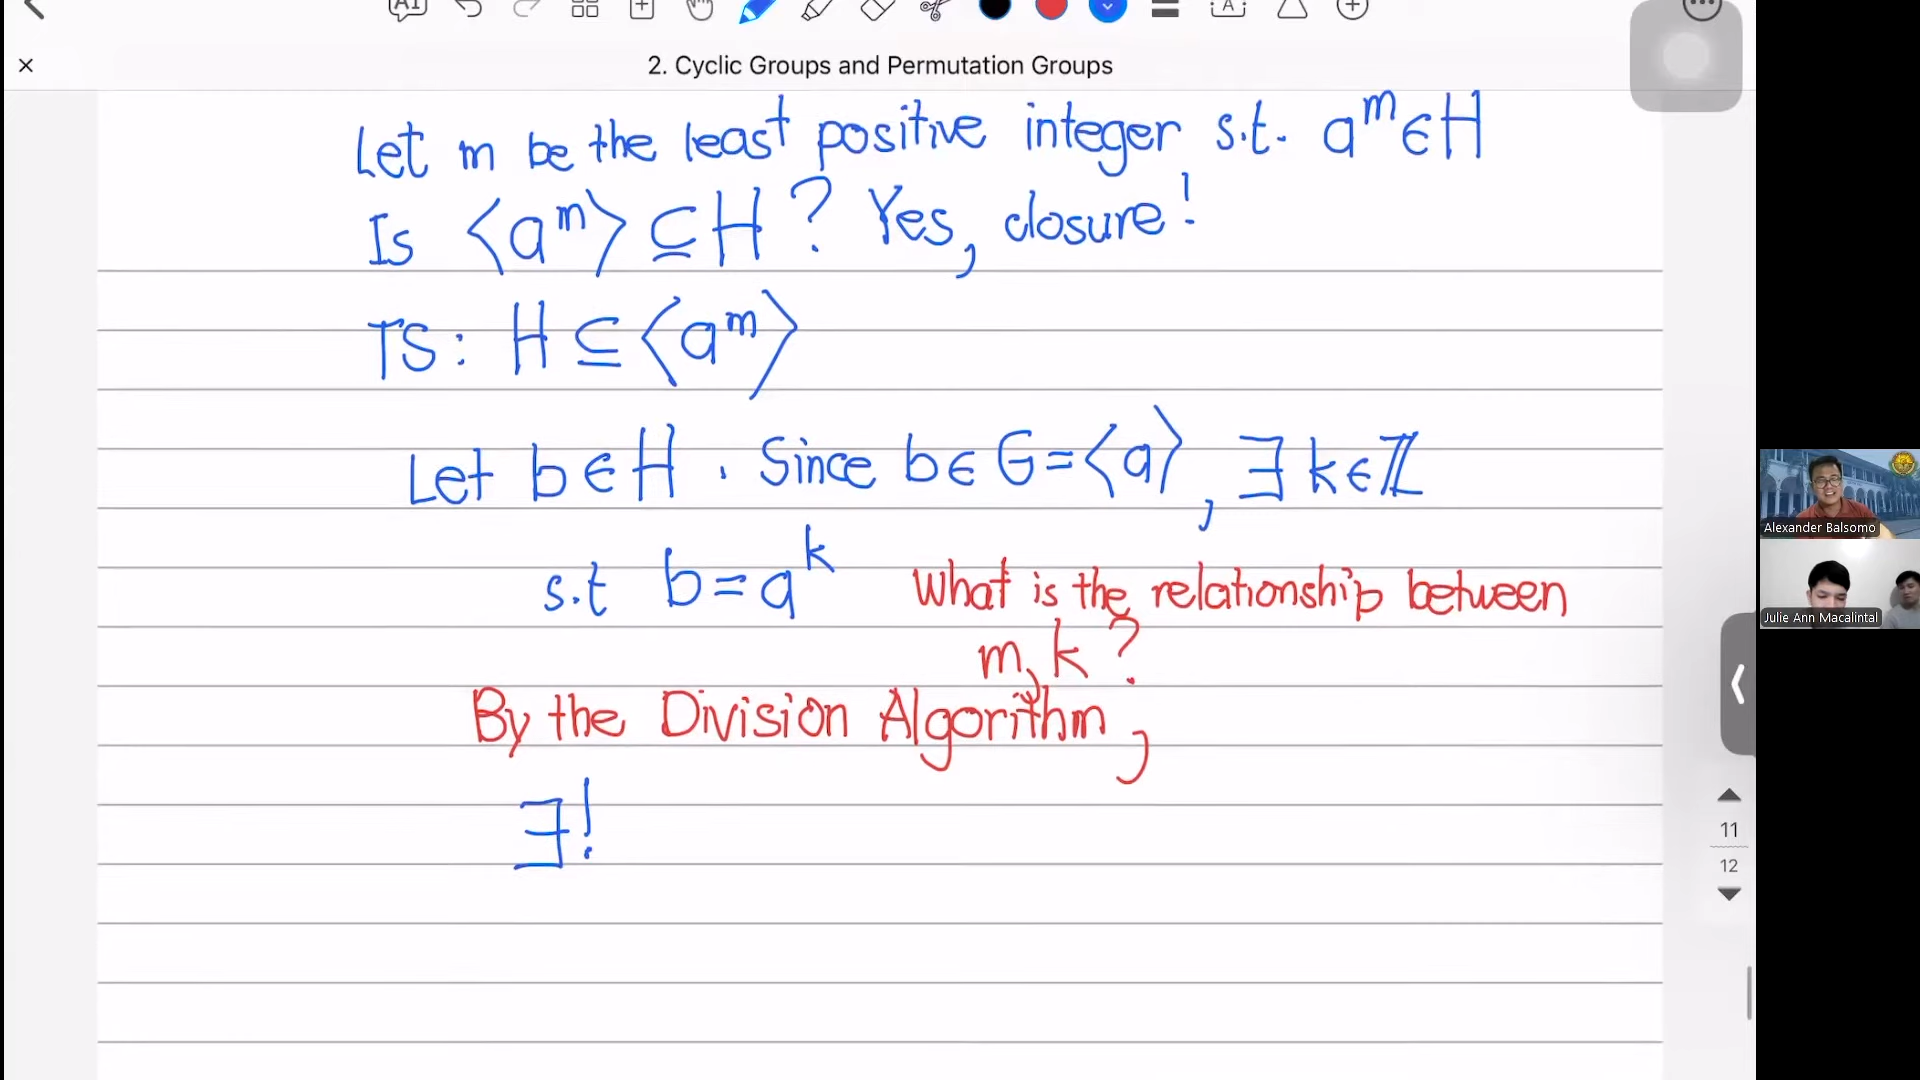 2. Cyclic Groups and Permutation Groups
Let m be the least positive integer s.t. a^m ∈ H
Is ⟨a^m⟩ ⊆ H? Yes, closure!
TS: H ⊆ ⟨a^m⟩
Let b ∈ H. Since b ∈ G = ⟨a⟩, ∃ k ∈ ℤ
s.t b = a^k What is the relationship between
m, k?
By the Division Algorithm,
∃!
11
12
Alexander Balsomo
Julie Ann Macalintal